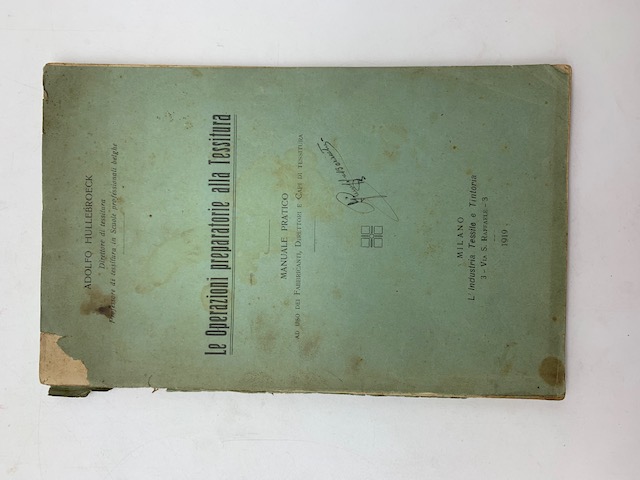 ADOLFO HULLEBROECK
Direttore di tessitura
Professore di tessitura in Scuole professionali belghe
Le Operazioni preparatorie alla Tessitura
MANUALE PRATICO
AD USO DEI FABBRICANTI, DIRETTORI E CAPI DI TESSITURA
MILANO
L'Industria Tessile e Tintoria
3 - VIA S. RAFFAELE - 3
1919